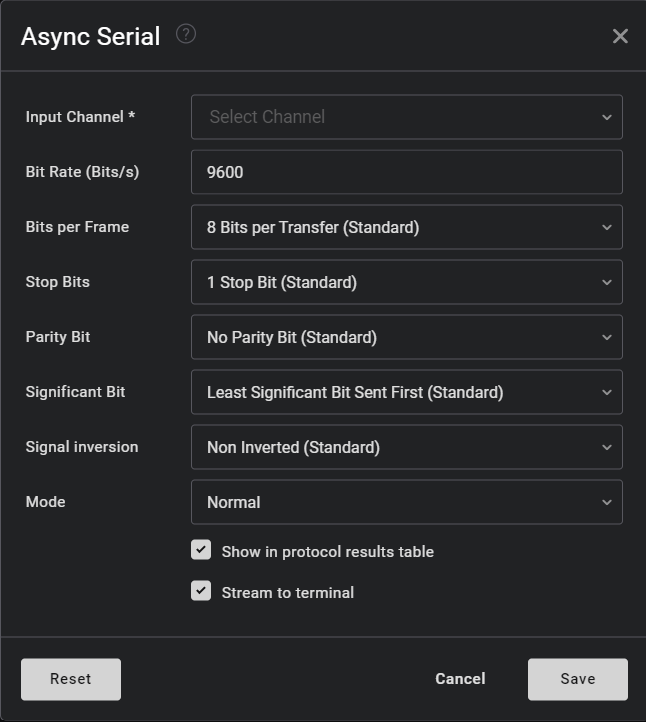 Async Serial ?
Input Channel * Select Channel
Bit Rate (Bits/s) 9600
Bits per Frame 8 Bits per Transfer (Standard)
Stop Bits 1 Stop Bit (Standard)
Parity Bit No Parity Bit (Standard)
Significant Bit Least Significant Bit Sent First (Standard)
Signal inversion Non Inverted (Standard)
Mode Normal
Show in protocol results table
Stream to terminal
Reset Cancel Save